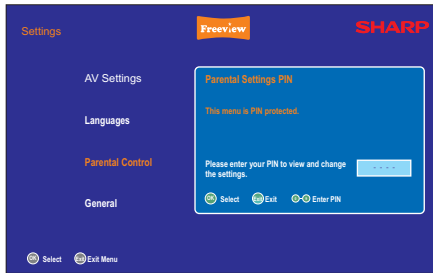 Settings
Freeview
SHARP
AV Settings
Languages
Parental Control
General
Parental Settings PIN
This menu is PIN protected.
Please enter your PIN to view and change
the settings.
- - - -
OK Select Exit Exit 0-9 Enter PIN
OK Select Exit Exit Menu